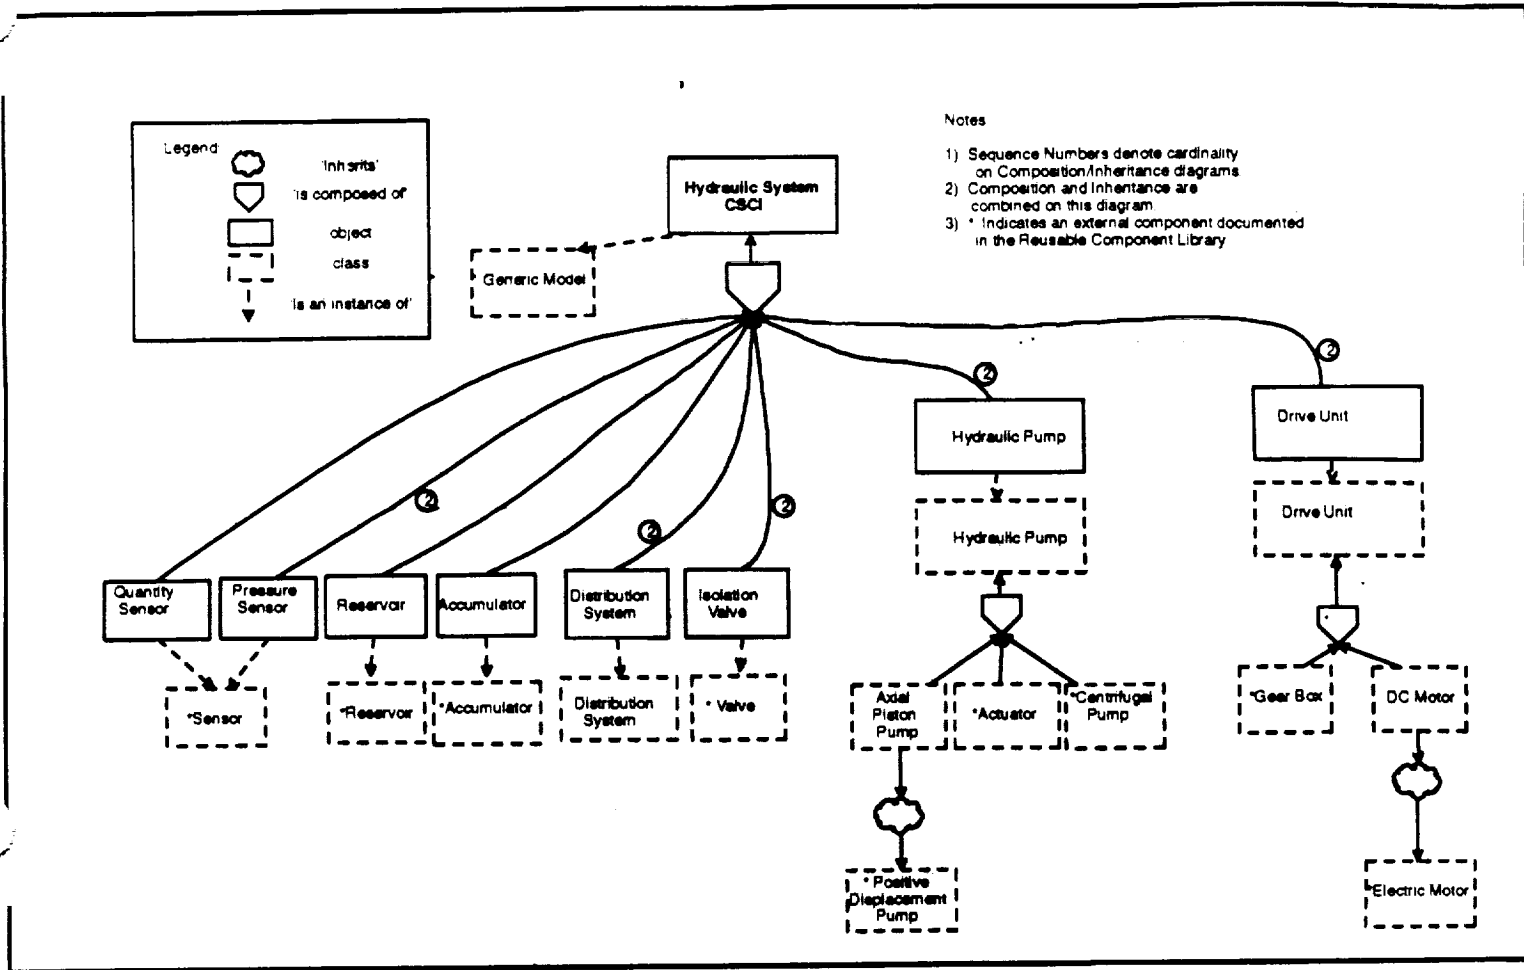 Legend
'Inherits'
'is composed of'
object
class
'is an instance of'
Notes
1) Sequence Numbers denote cardinality
on Composition/Inheritance diagrams
2) Composition and Inheritance are
combined on this diagram
3) * Indicates an external component documented
in the Reusable Component Library
Hydraulic System
CSCI
Generic Model
2
2
2
2
2
Hydraulic Pump
Drive Unit
Hydraulic Pump
Drive Unit
Quantity
Sensor
Pressure
Sensor
Reservoir
Accumulator
Distribution
System
Isolation
Valve
*Sensor
*Reservoir
*Accumulator
Distribution
System
* Valve
Axial
Piston
Pump
*Actuator
*Centrifugal
Pump
*Gear Box
DC Motor
* Positive
Displacement
Pump
*Electric Motor